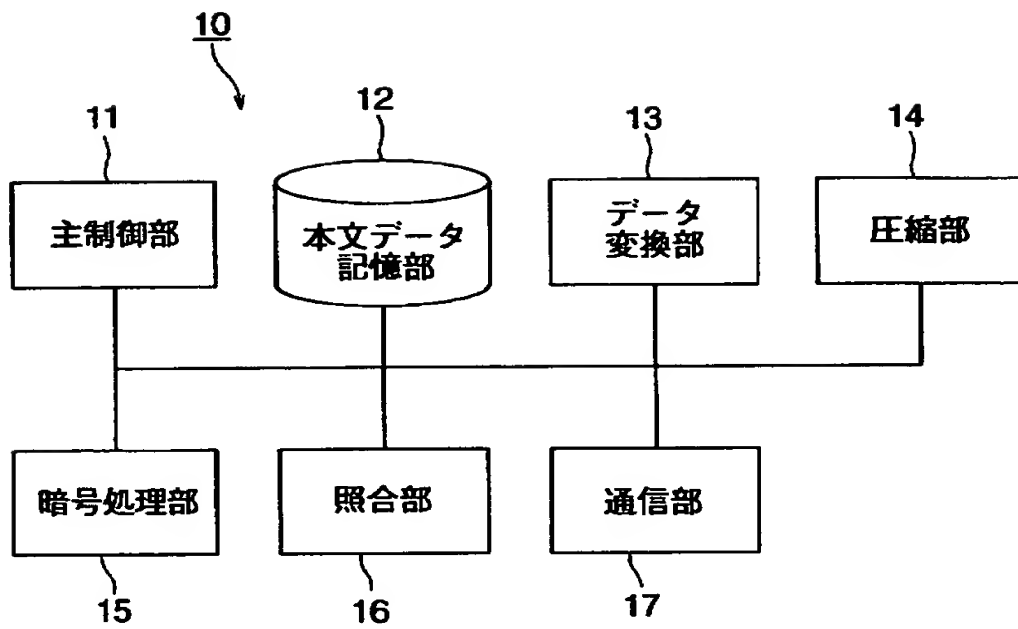 10
11
12
13
14
主制御部
本文データ
記憶部
データ
変換部
圧縮部
暗号処理部
照合部
通信部
15
16
17